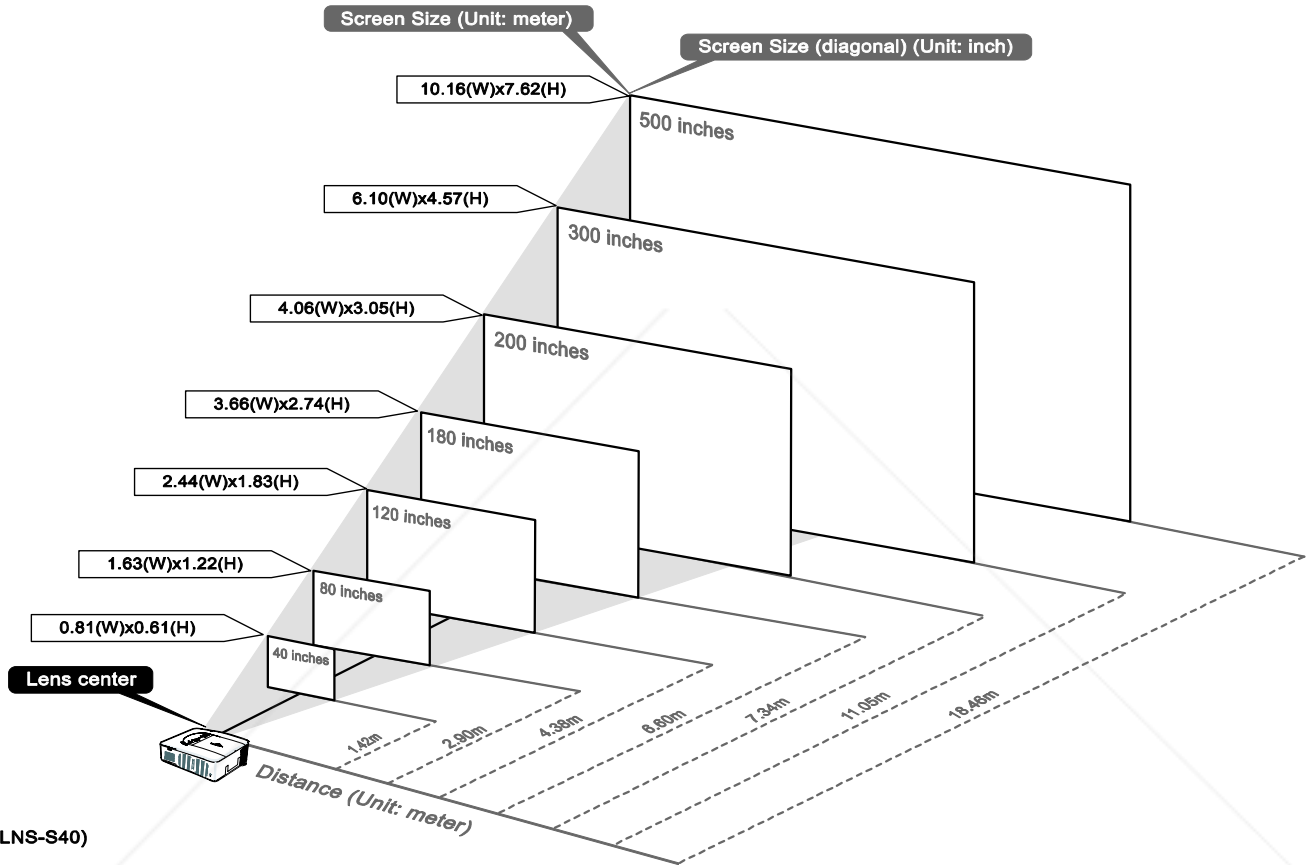 Screen Size (Unit: meter)
Screen Size (diagonal) (Unit: inch)
10.16(W)x7.62(H)
500 inches
6.10(W)x4.57(H)
300 inches
4.06(W)x3.05(H)
200 inches
3.66(W)x2.74(H)
180 inches
2.44(W)x1.83(H)
120 inches
1.63(W)x1.22(H)
80 inches
0.81(W)x0.61(H)
40 inches
Lens center
1.42m
2.90m
4.38m
6.60m
7.34m
11.05m
18.46m
Distance (Unit: meter)
LNS-S40)